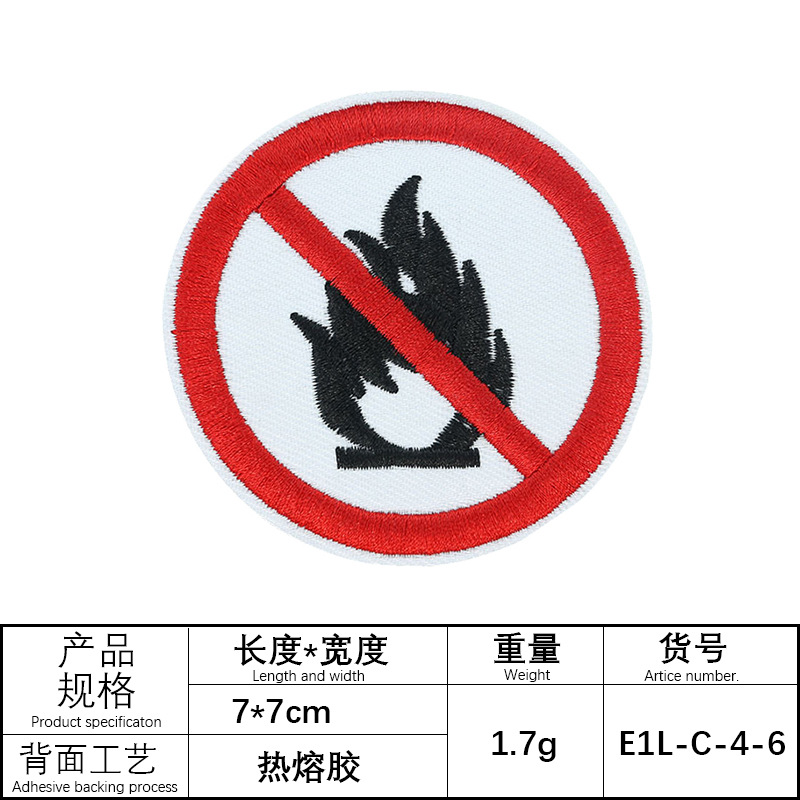 产品
规格
Product specificaton
长度*宽度
Length and width
重量
Weight
货号
Artice number.
7*7cm
1.7g
E1L-C-4-6
背面工艺
Adhesive backing process
热熔胶